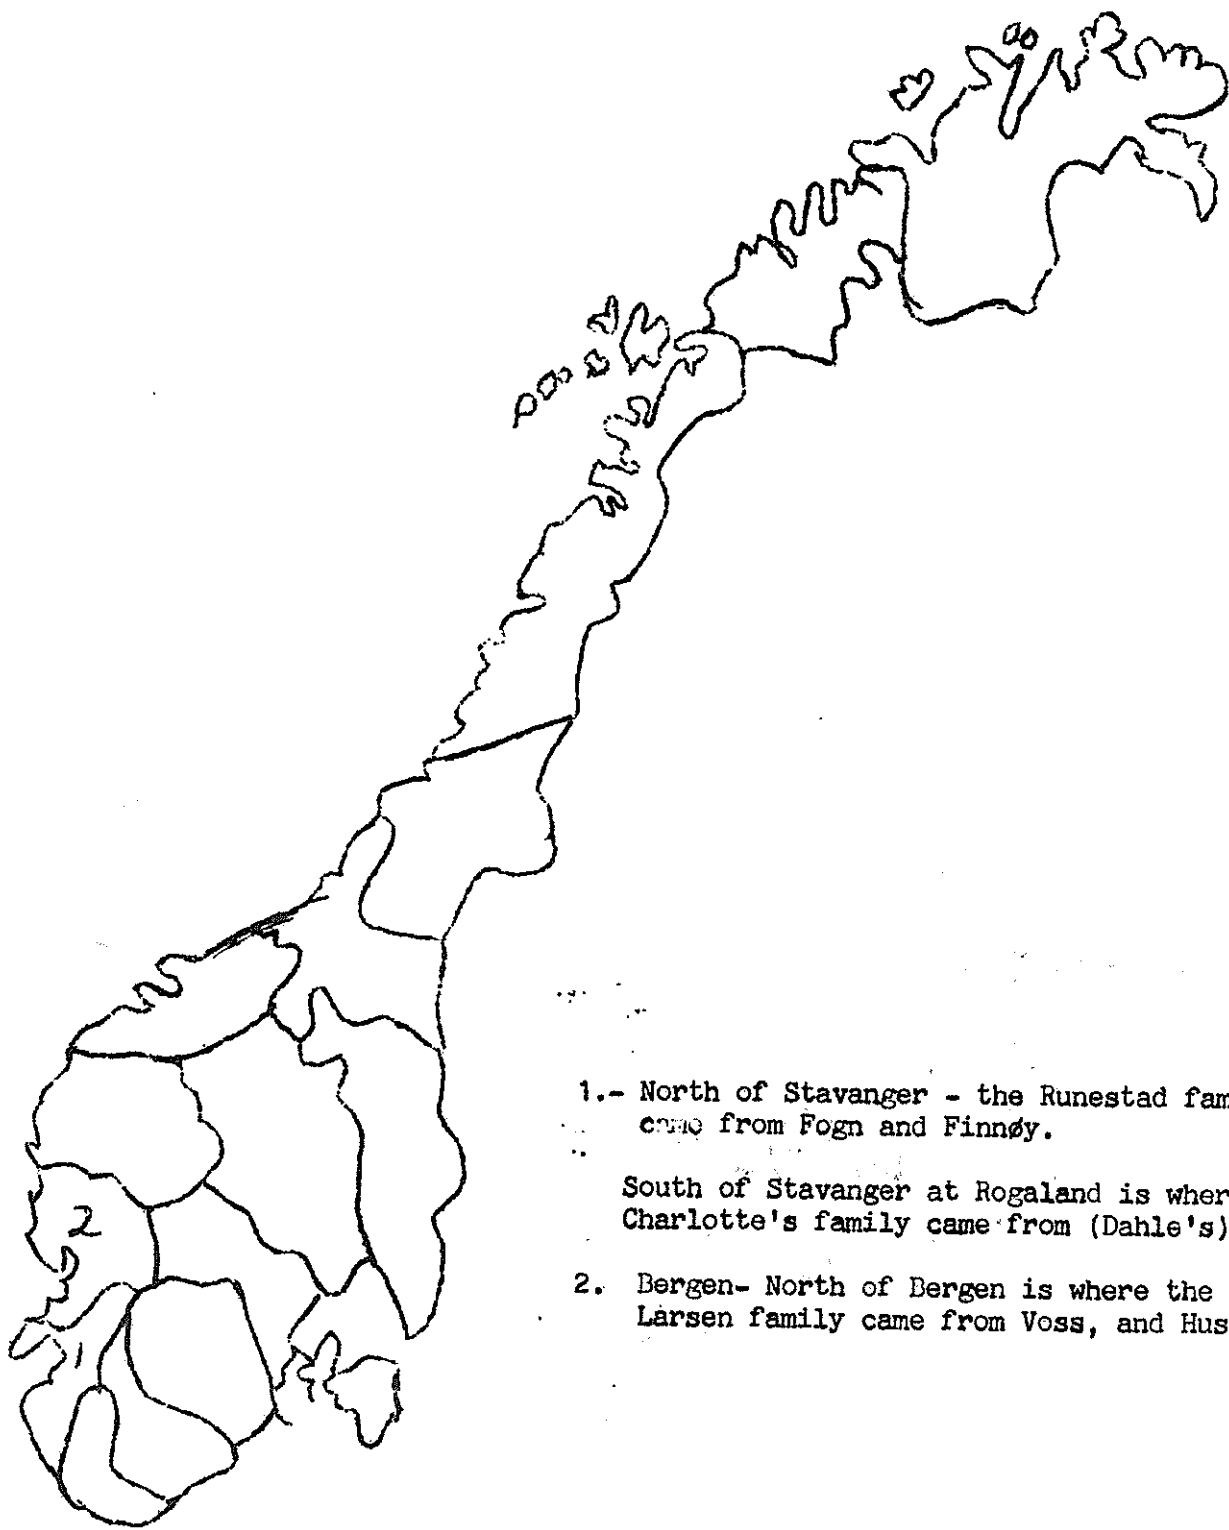 1.- North of Stavanger - the Runestad fam
came from Fogn and Finnøy.
South of Stavanger at Rogaland is wher
Charlotte's family came from (Dahle's)
2. Bergen- North of Bergen is where the
Larsen family came from Voss, and Hus
2
1